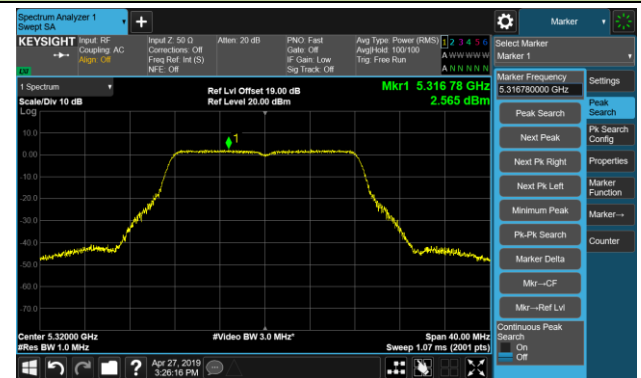 Spectrum Analyzer 1
Swept SA
Marker
KEYSIGHT
Input: RF
Coupling: AC
Align: Off
Input Z: 50 Ω
Corrections: Off
Freq Ref: Int (S)
NFE: Off
Atten: 20 dB
PNO: Fast
Gate: Off
IF Gain: Low
Sig Track: Off
Avg Type: Power (RMS)
Avg|Hold: 100/100
Trig: Free Run
1 2 3 4 5 6
A W W W W W
A N N N N N
Select Marker
Marker 1
1 Spectrum
Scale/Div 10 dB
Log
Ref Lvl Offset 19.00 dB
Ref Level 20.00 dBm
Mkr1 5.316 78 GHz
2.565 dBm
1
10.0
0.00
-10.0
-20.0
-30.0
-40.0
-50.0
-60.0
-70.0
Center 5.32000 GHz
#Res BW 1.0 MHz
#Video BW 3.0 MHz*
Span 40.00 MHz
Sweep 1.07 ms (2001 pts)
Marker Frequency
5.316780000 GHz
Peak Search
Next Peak
Next Pk Right
Next Pk Left
Minimum Peak
Pk-Pk Search
Marker Delta
Mkr→CF
Mkr→Ref Lvl
Continuous Peak
Search
On
Off
Settings
Peak
Search
Pk Search
Config
Properties
Marker
Function
Marker→
Counter
?
Apr 27, 2019
3:26:16 PM